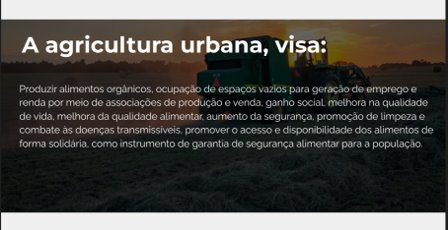 A agricultura urbana, visa:
Produzir alimentos orgânicos, ocupação de espaços vazios para geração de emprego e
renda por meio de associações de produção e venda, ganho social, melhora na qualidade
de vida, melhora da qualidade alimentar, aumento da segurança, promoção de limpeza e
combate às doenças transmissíveis, promover o acesso e disponibilidade dos alimentos de
forma solidária, como instrumento de garantia de segurança alimentar para a população.